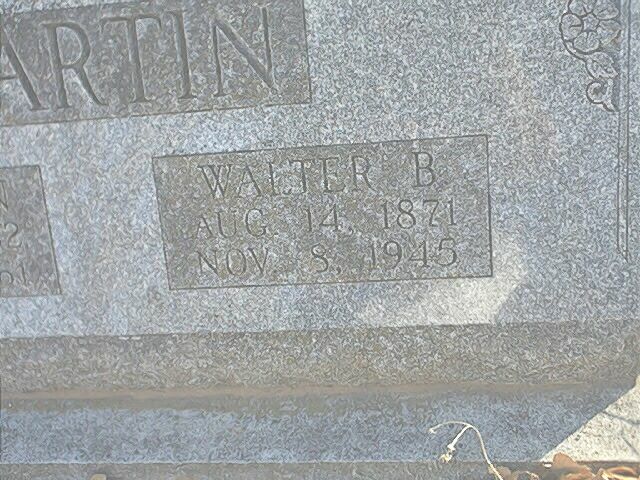 ARTIN
WALTER B
AUG. 14, 1871
NOV. 8, 1945